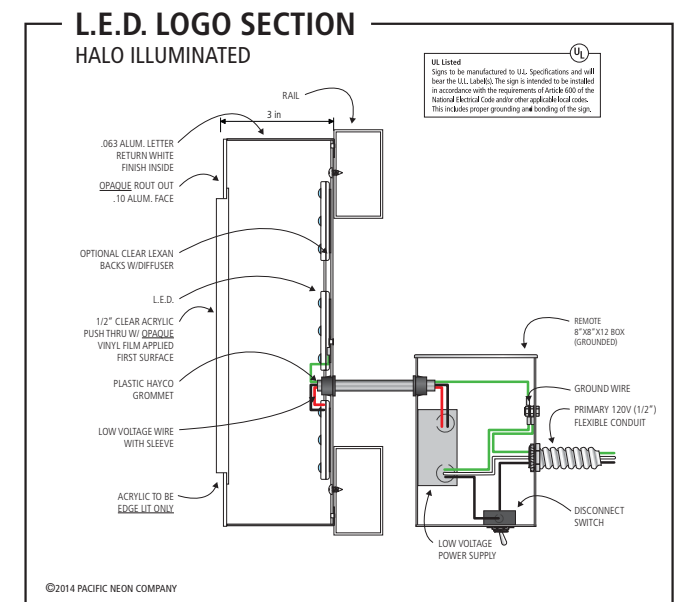 L.E.D. LOGO SECTION
HALO ILLUMINATED
UL
UL Listed
Signs to be manufactured to U.L. Specifications and will
bear the U.L. Label(s). The sign is intended to be installed
in accordance with the requirements of Article 600 of the
National Electrical Code and/or other applicable local codes.
This includes proper grounding and bonding of the sign.
RAIL
3 in
.063 ALUM. LETTER
RETURN WHITE
FINISH INSIDE
OPAQUE ROUT OUT
.10 ALUM. FACE
OPTIONAL CLEAR LEXAN
BACKS W/DIFFUSER
L.E.D.
1/2" CLEAR ACRYLIC
PUSH THRU W/ OPAQUE
VINYL FILM APPLIED
FIRST SURFACE
PLASTIC HAYCO
GROMMET
LOW VOLTAGE WIRE
WITH SLEEVE
ACRYLIC TO BE
EDGE LIT ONLY
REMOTE
8"X8"X12 BOX
(GROUNDED)
GROUND WIRE
PRIMARY 120V (1/2")
FLEXIBLE CONDUIT
DISCONNECT
SWITCH
LOW VOLTAGE
POWER SUPPLY
©2014 PACIFIC NEON COMPANY